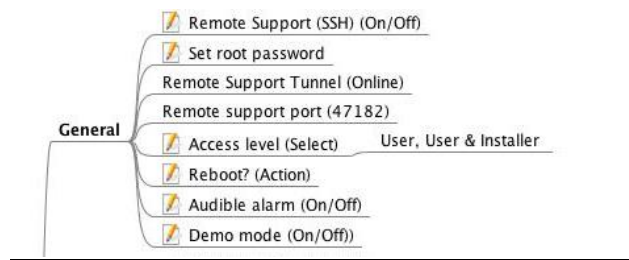 Remote Support (SSH) (On/Off)
Set root password
Remote Support Tunnel (Online)
Remote support port (47182)
General
Access level (Select)
User, User & Installer
Reboot? (Action)
Audible alarm (On/Off)
Demo mode (On/Off))